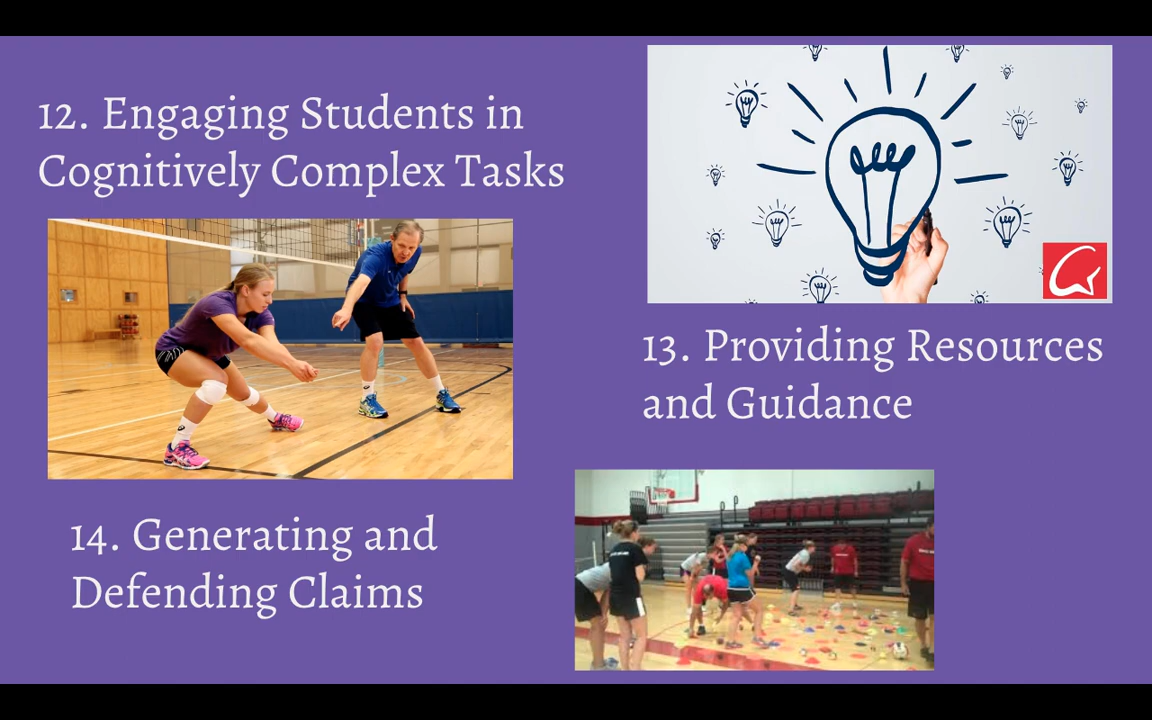 12. Engaging Students in
Cognitively Complex Tasks
13. Providing Resources
and Guidance
14. Generating and
Defending Claims